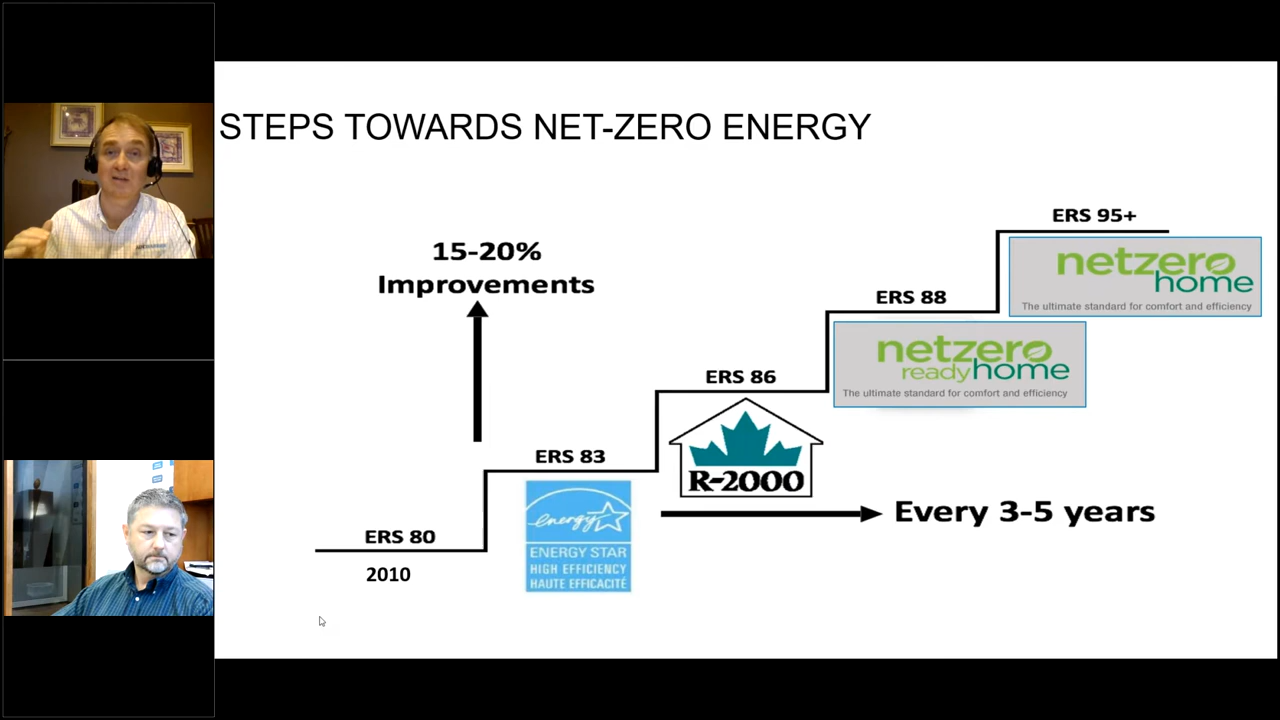 STEPS TOWARDS NET-ZERO ENERGY
ERS 95+
netzero
home
The ultimate standard for comfort and efficiency
15-20%
Improvements
ERS 88
netzero
readyhome
The ultimate standard for comfort and efficiency
ERS 86
R-2000
ERS 83
energy
ENERGY STAR
HIGH EFFICIENCY
HAUTE EFFICACITÉ
Every 3-5 years
ERS 80
2010